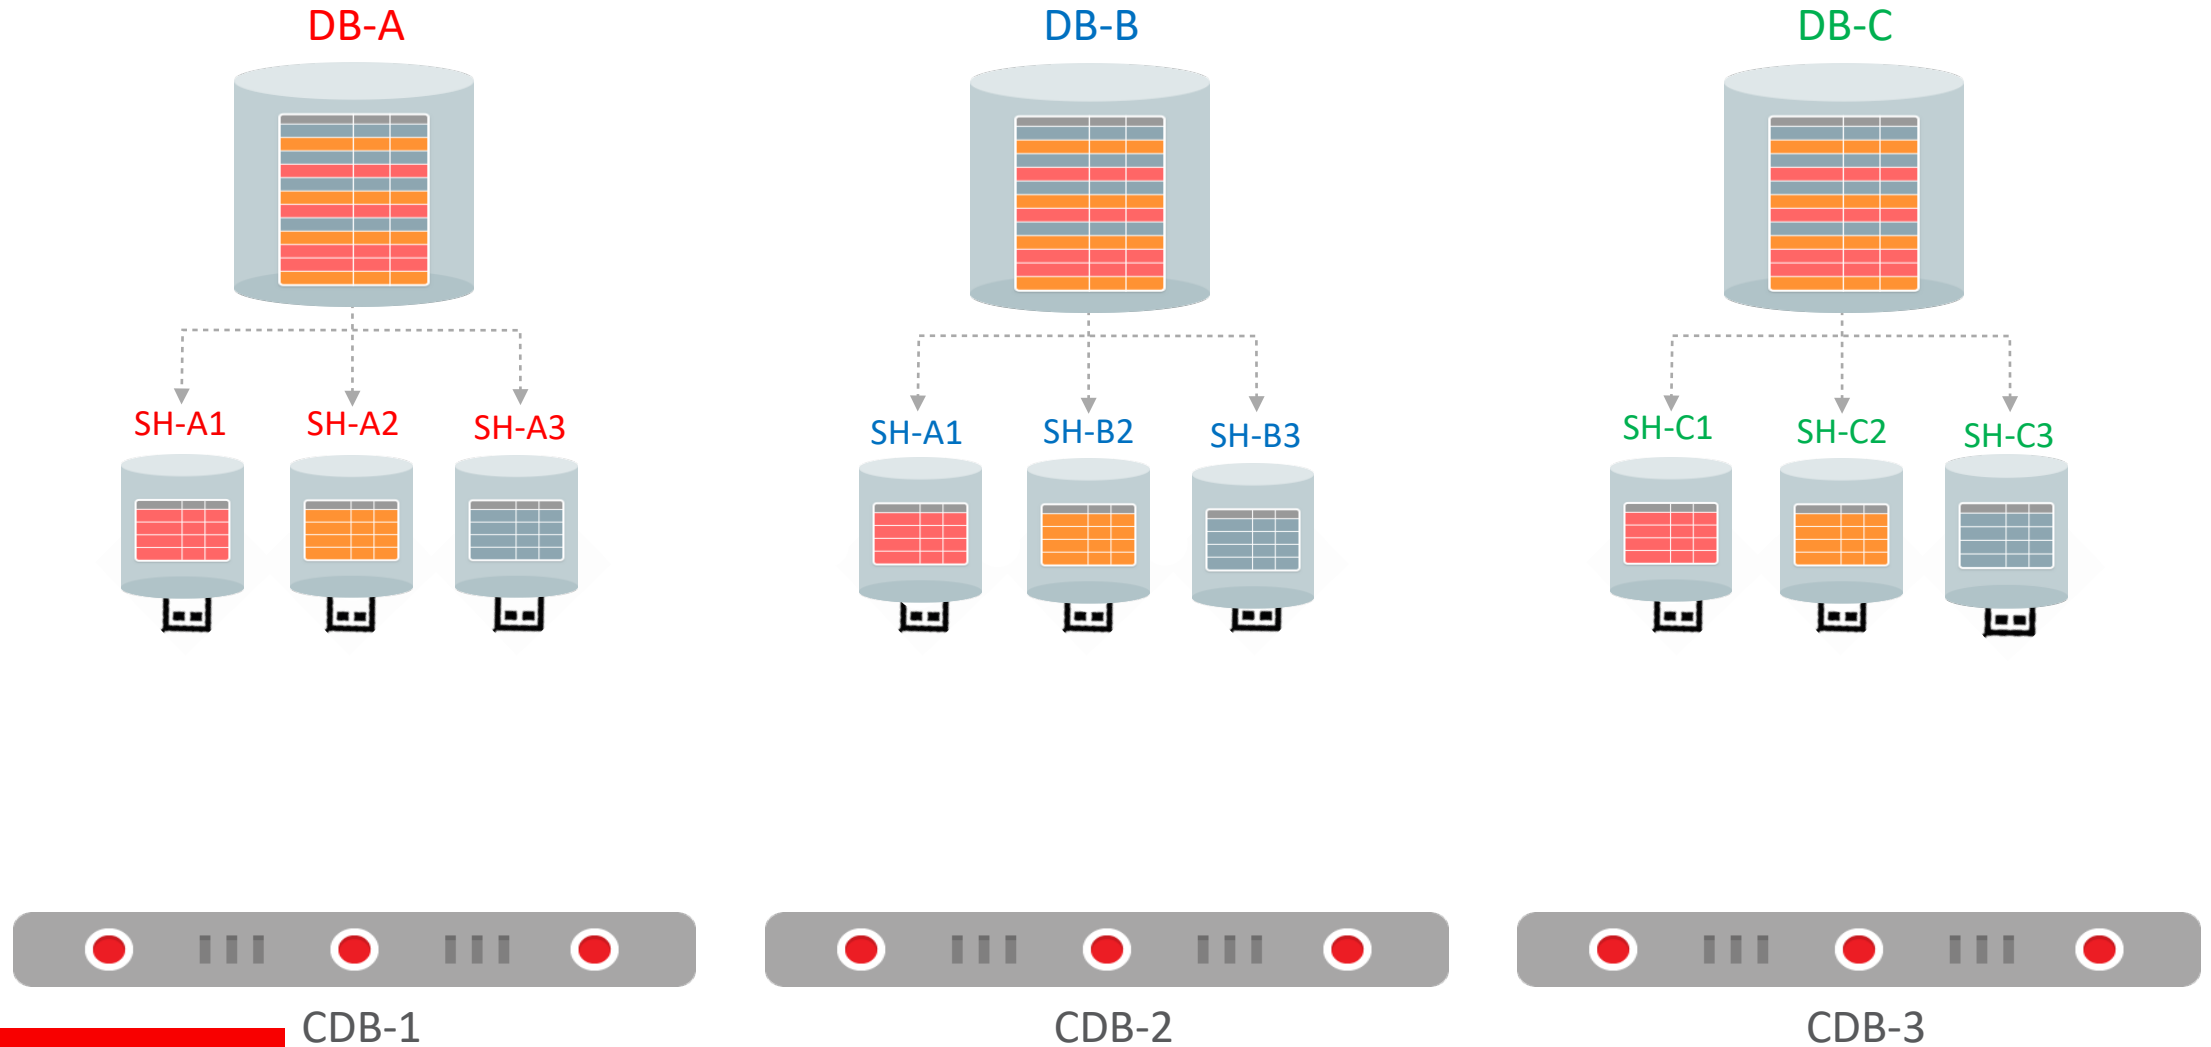 DB-A
DB-B
DB-C
SH-A1
SH-A2
SH-A3
SH-A1
SH-B2
SH-B3
SH-C1
SH-C2
SH-C3
CDB-1
CDB-2
CDB-3